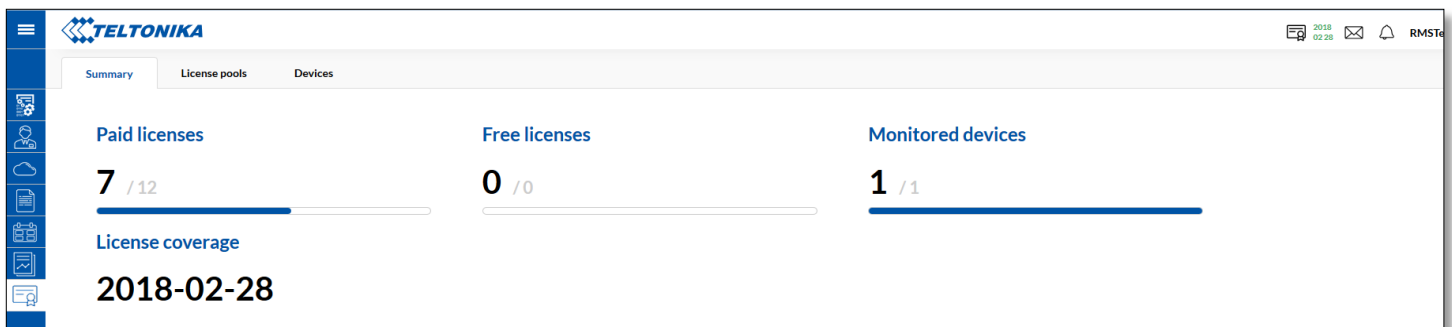 TELTONIKA
2018
02 28
RMSTe
Summary License pools Devices
Paid licenses Free licenses Monitored devices
7 / 12 0 / 0 1 / 1
License coverage
2018-02-28